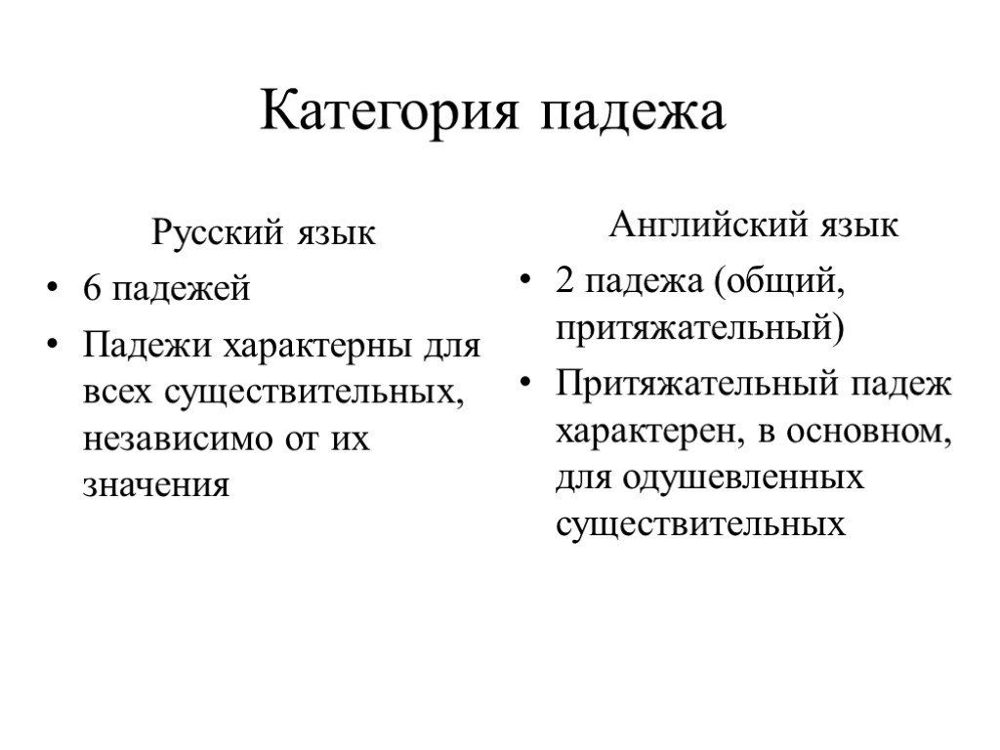 Категория падежа
Русский язык
• 6 падежей
• Падежи характерны для
всех существительных,
независимо от их
значения
Английский язык
• 2 падежа (общий,
притяжательный)
• Притяжательный падеж
характерен, в основном,
для одушевленных
существительных